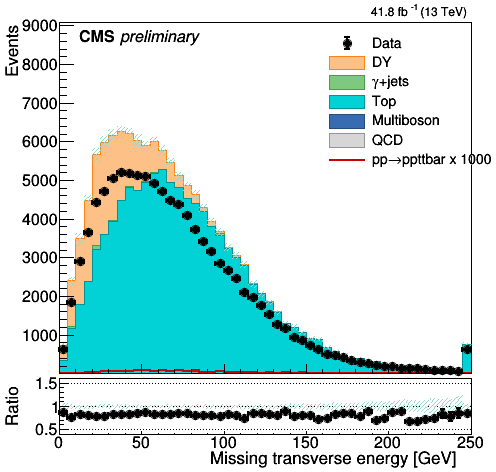 41.8 fb⁻¹ (13 TeV)
CMS preliminary
Events
9000
8000
7000
6000
5000
4000
3000
2000
1000
Data
DY
γ+jets
Top
Multiboson
QCD
pp→ppttbar x 1000
Ratio
1.5
1
0.5
0 50 100 150 200 250
Missing transverse energy [GeV]